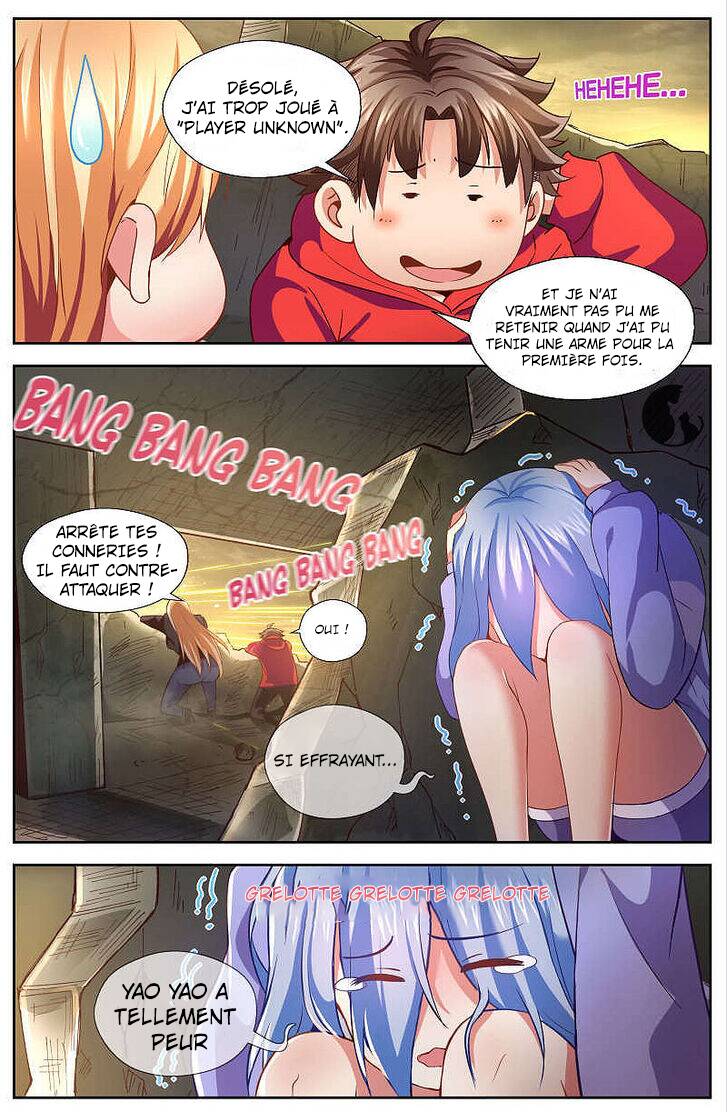 DÉSOLÉ,
J'AI TROP JOUÉ À
"PLAYER UNKNOWN".
HEHEHE...
ET JE N'AI
VRAIMENT PAS PU ME
RETENIR QUAND J'AI PU
TENIR UNE ARME POUR LA
PREMIÈRE FOIS.
BANG BANG BANG
ARRÊTE TES
CONNERIES !
IL FAUT CONTRE-
ATTAQUER !
BANG BANG BANG
OUI !
SI EFFRAYANT...
GRELOTTE GRELOTTE GRELOTTE
YAO YAO A
TELLEMENT
PEUR